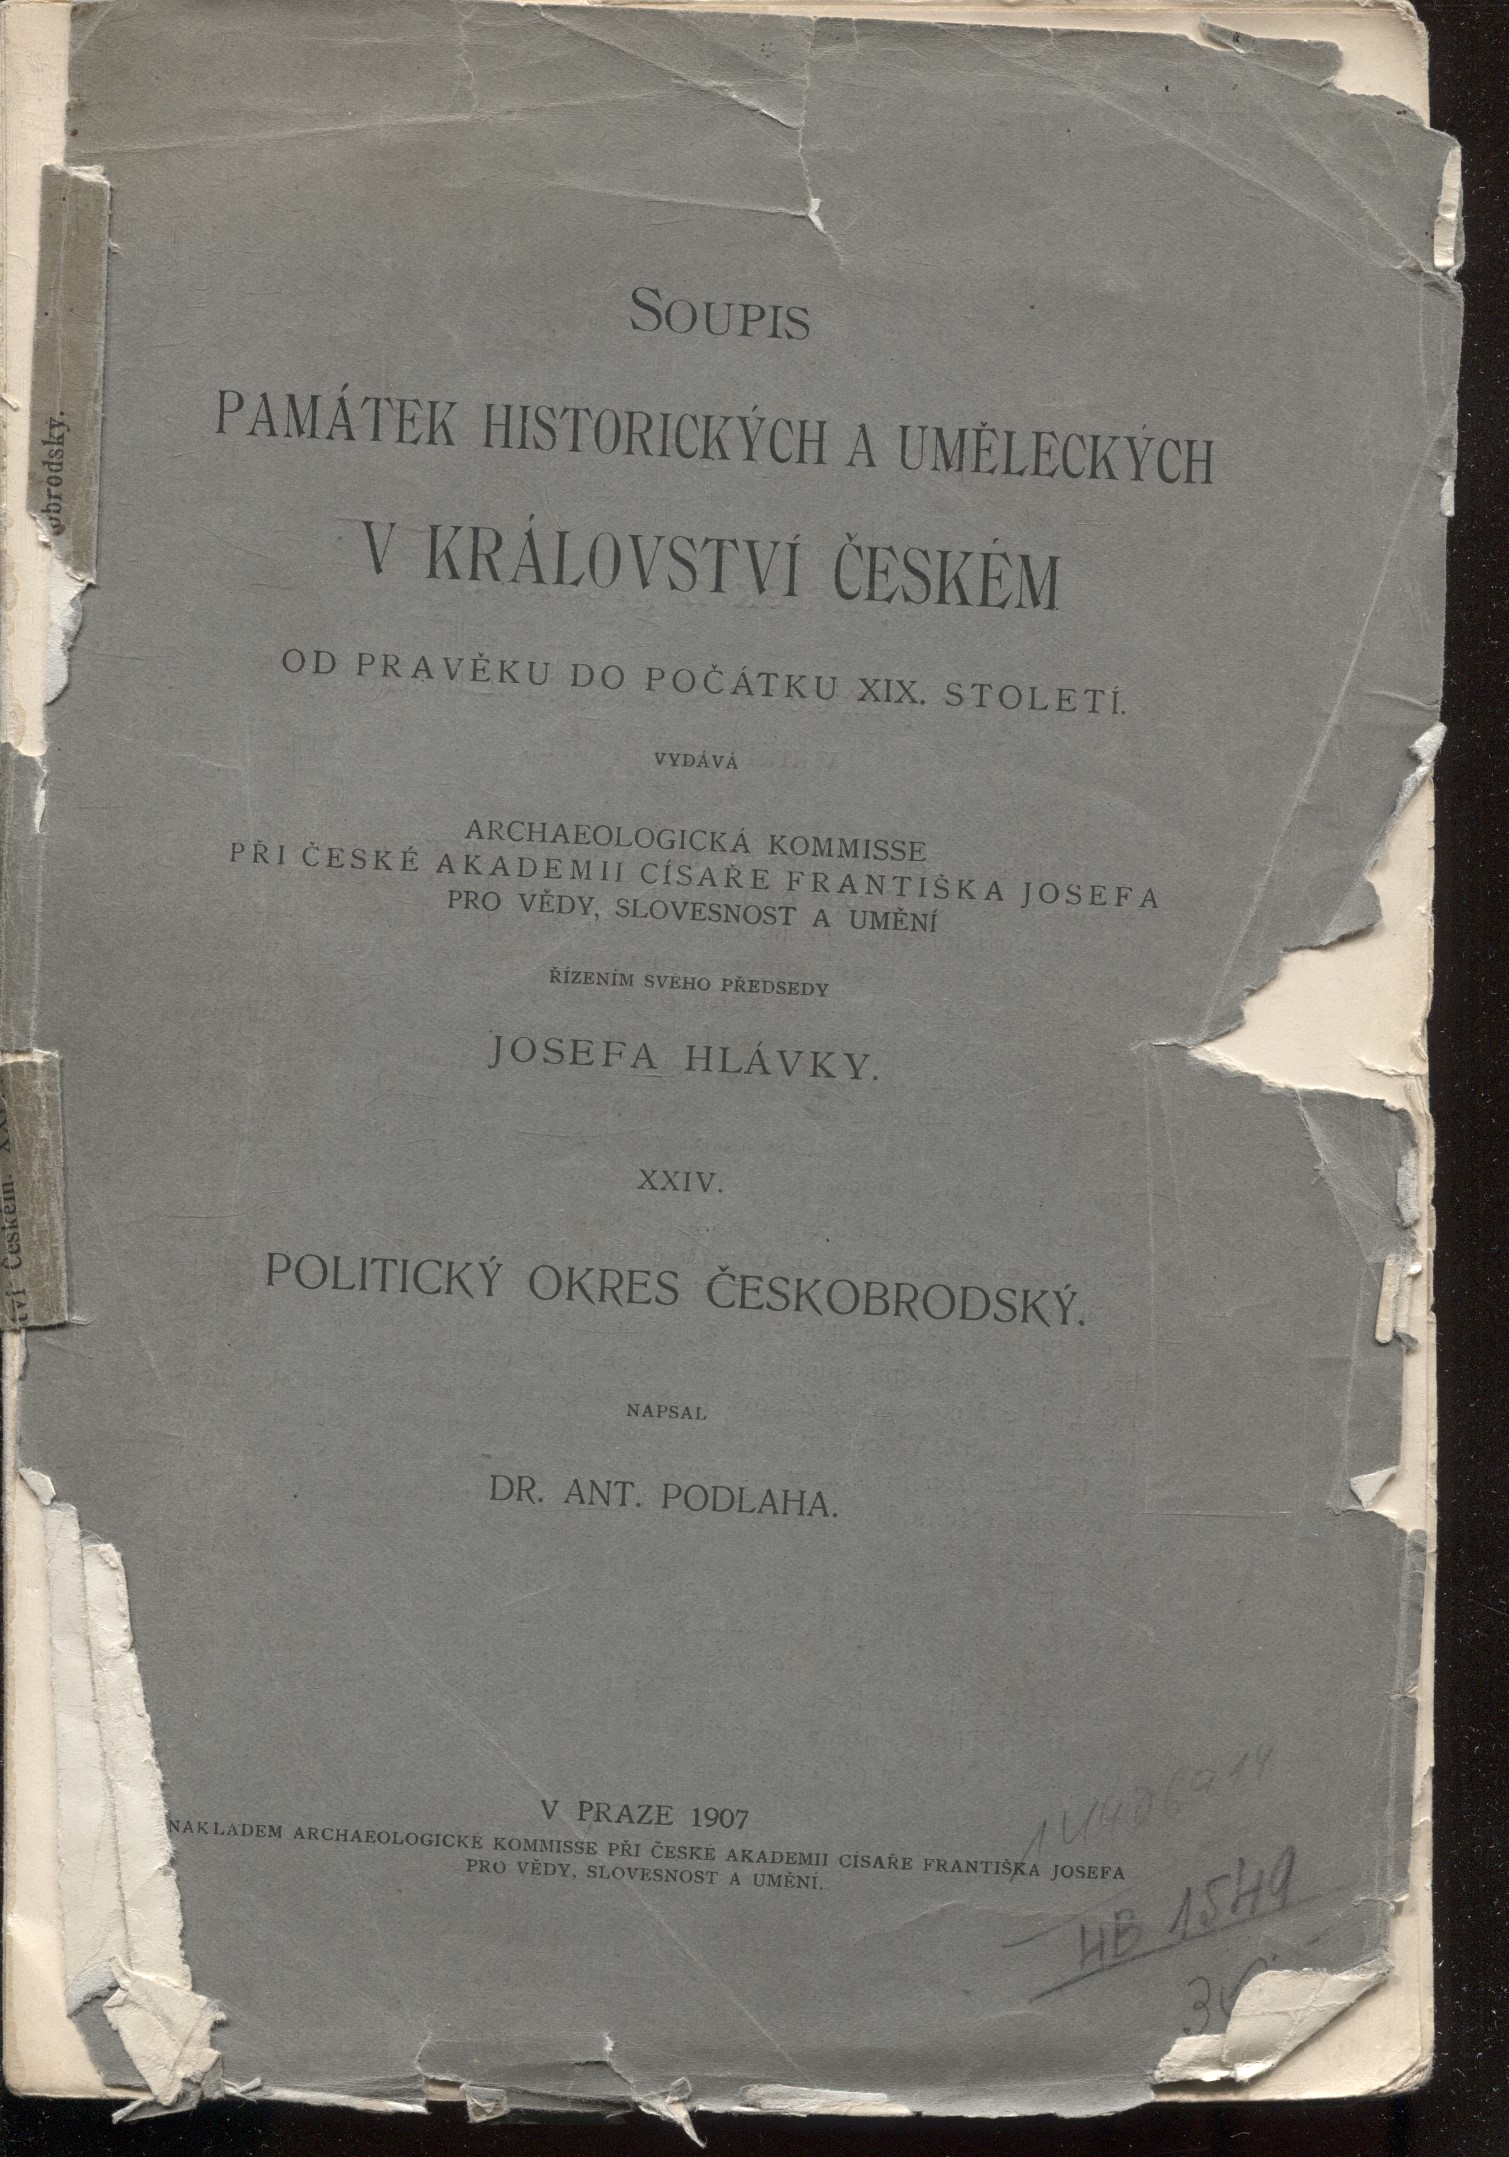 SOUPIS
PAMÁTEK HISTORICKÝCH A UMĚLECKÝCH
V KRÁLOVSTVÍ ČESKÉM
OD PRAVĚKU DO POČÁTKU XIX. STOLETÍ.
VYDÁVÁ
ARCHAEOLOGICKÁ KOMMISSE
PŘI ČESKÉ AKADEMII CÍSAŘE FRANTIŠKA JOSEFA
PRO VĚDY, SLOVESNOST A UMĚNÍ
ŘÍZENÍM SVÉHO PŘEDSEDY
JOSEFA HLÁVKY.
XXIV.
POLITICKÝ OKRES ČESKOBRODSKÝ.
NAPSAL
DR. ANT. PODLAHA.
V PRAZE 1907
NAKLADEM ARCHAEOLOGICKÉ KOMMISSE PŘI ČESKÉ AKADEMII CÍSAŘE FRANTIŠKA JOSEFA
PRO VĚDY, SLOVESNOST A UMĚNÍ.
HB 1549
obrodsky.
tví Českém.